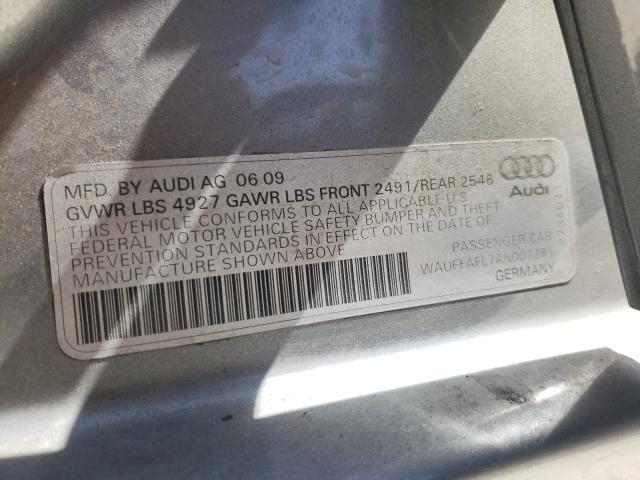 MFD. BY AUDI AG 06 09
GVWR LBS 4927 GAWR LBS FRONT 2491/REAR 2546
THIS VEHICLE CONFORMS TO ALL APPLICABLE U S
FEDERAL MOTOR VEHICLE SAFETY BUMPER AND THEFT
PREVENTION STANDARDS IN EFFECT ON DATE OF
MANUFACTURE SHOWN ABOVE
PASSENGER CAR
WAUFFAFL7AN007785
GERMANY
Audi